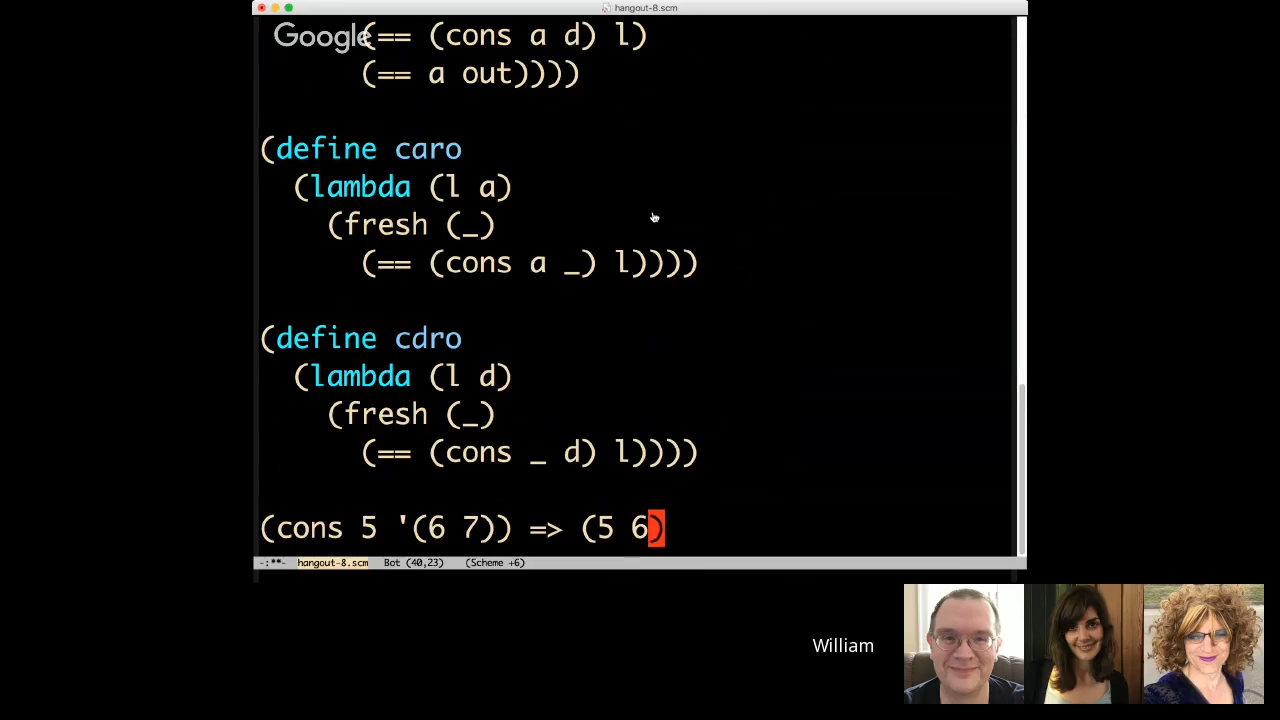 hangout-8.scm
Google
(== (cons a d) l)
(== a out))))
(define caro
(lambda (l a)
(fresh (_)
(== (cons a _) l))))
(define cdro
(lambda (l d)
(fresh (_)
(== (cons _ d) l))))
(cons 5 '(6 7)) => (5 6)
-:**- hangout-8.scm Bot (40,23) (Scheme +6)
William